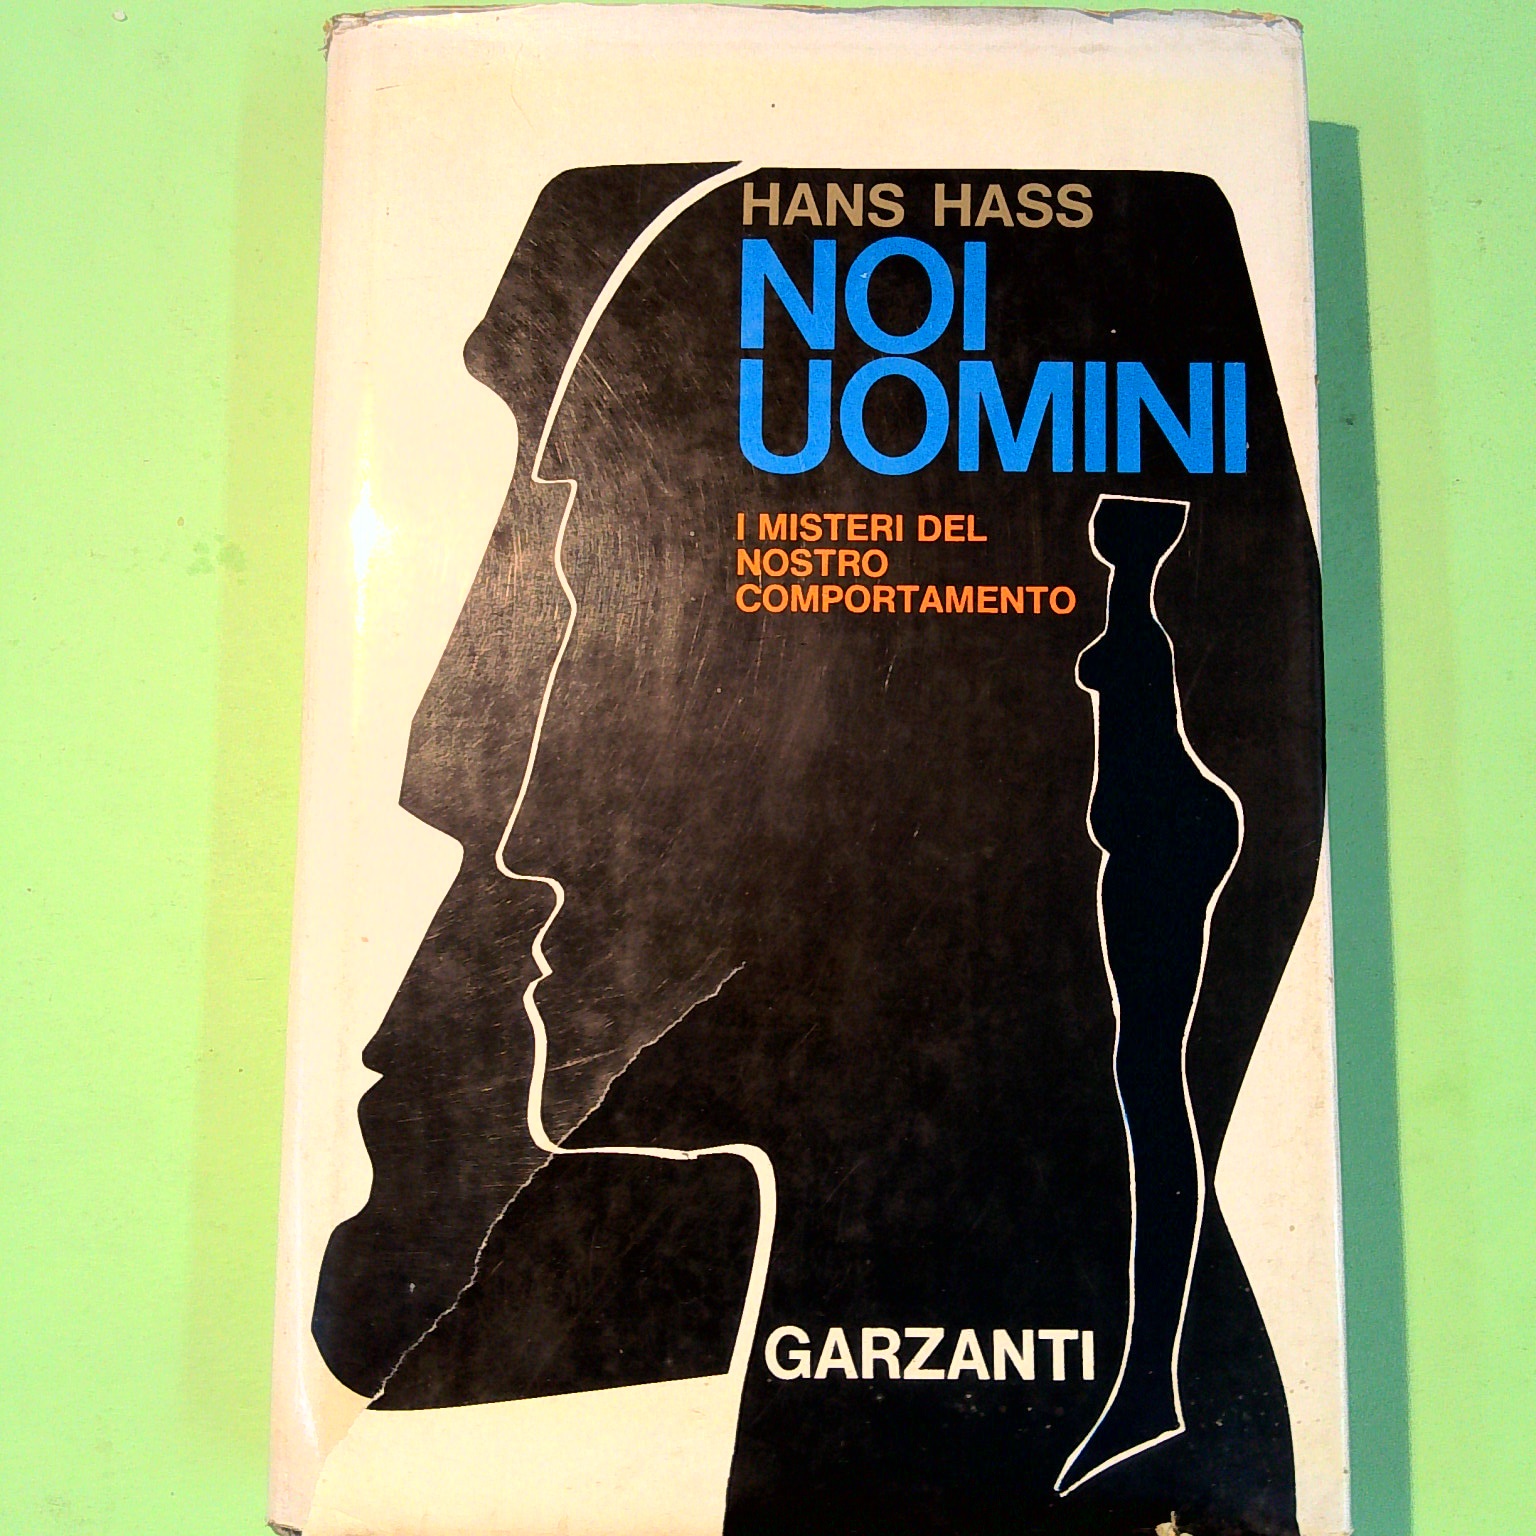 HANS HASS
NOI
UOMINI
I MISTERI DEL
NOSTRO
COMPORTAMENTO
GARZANTI